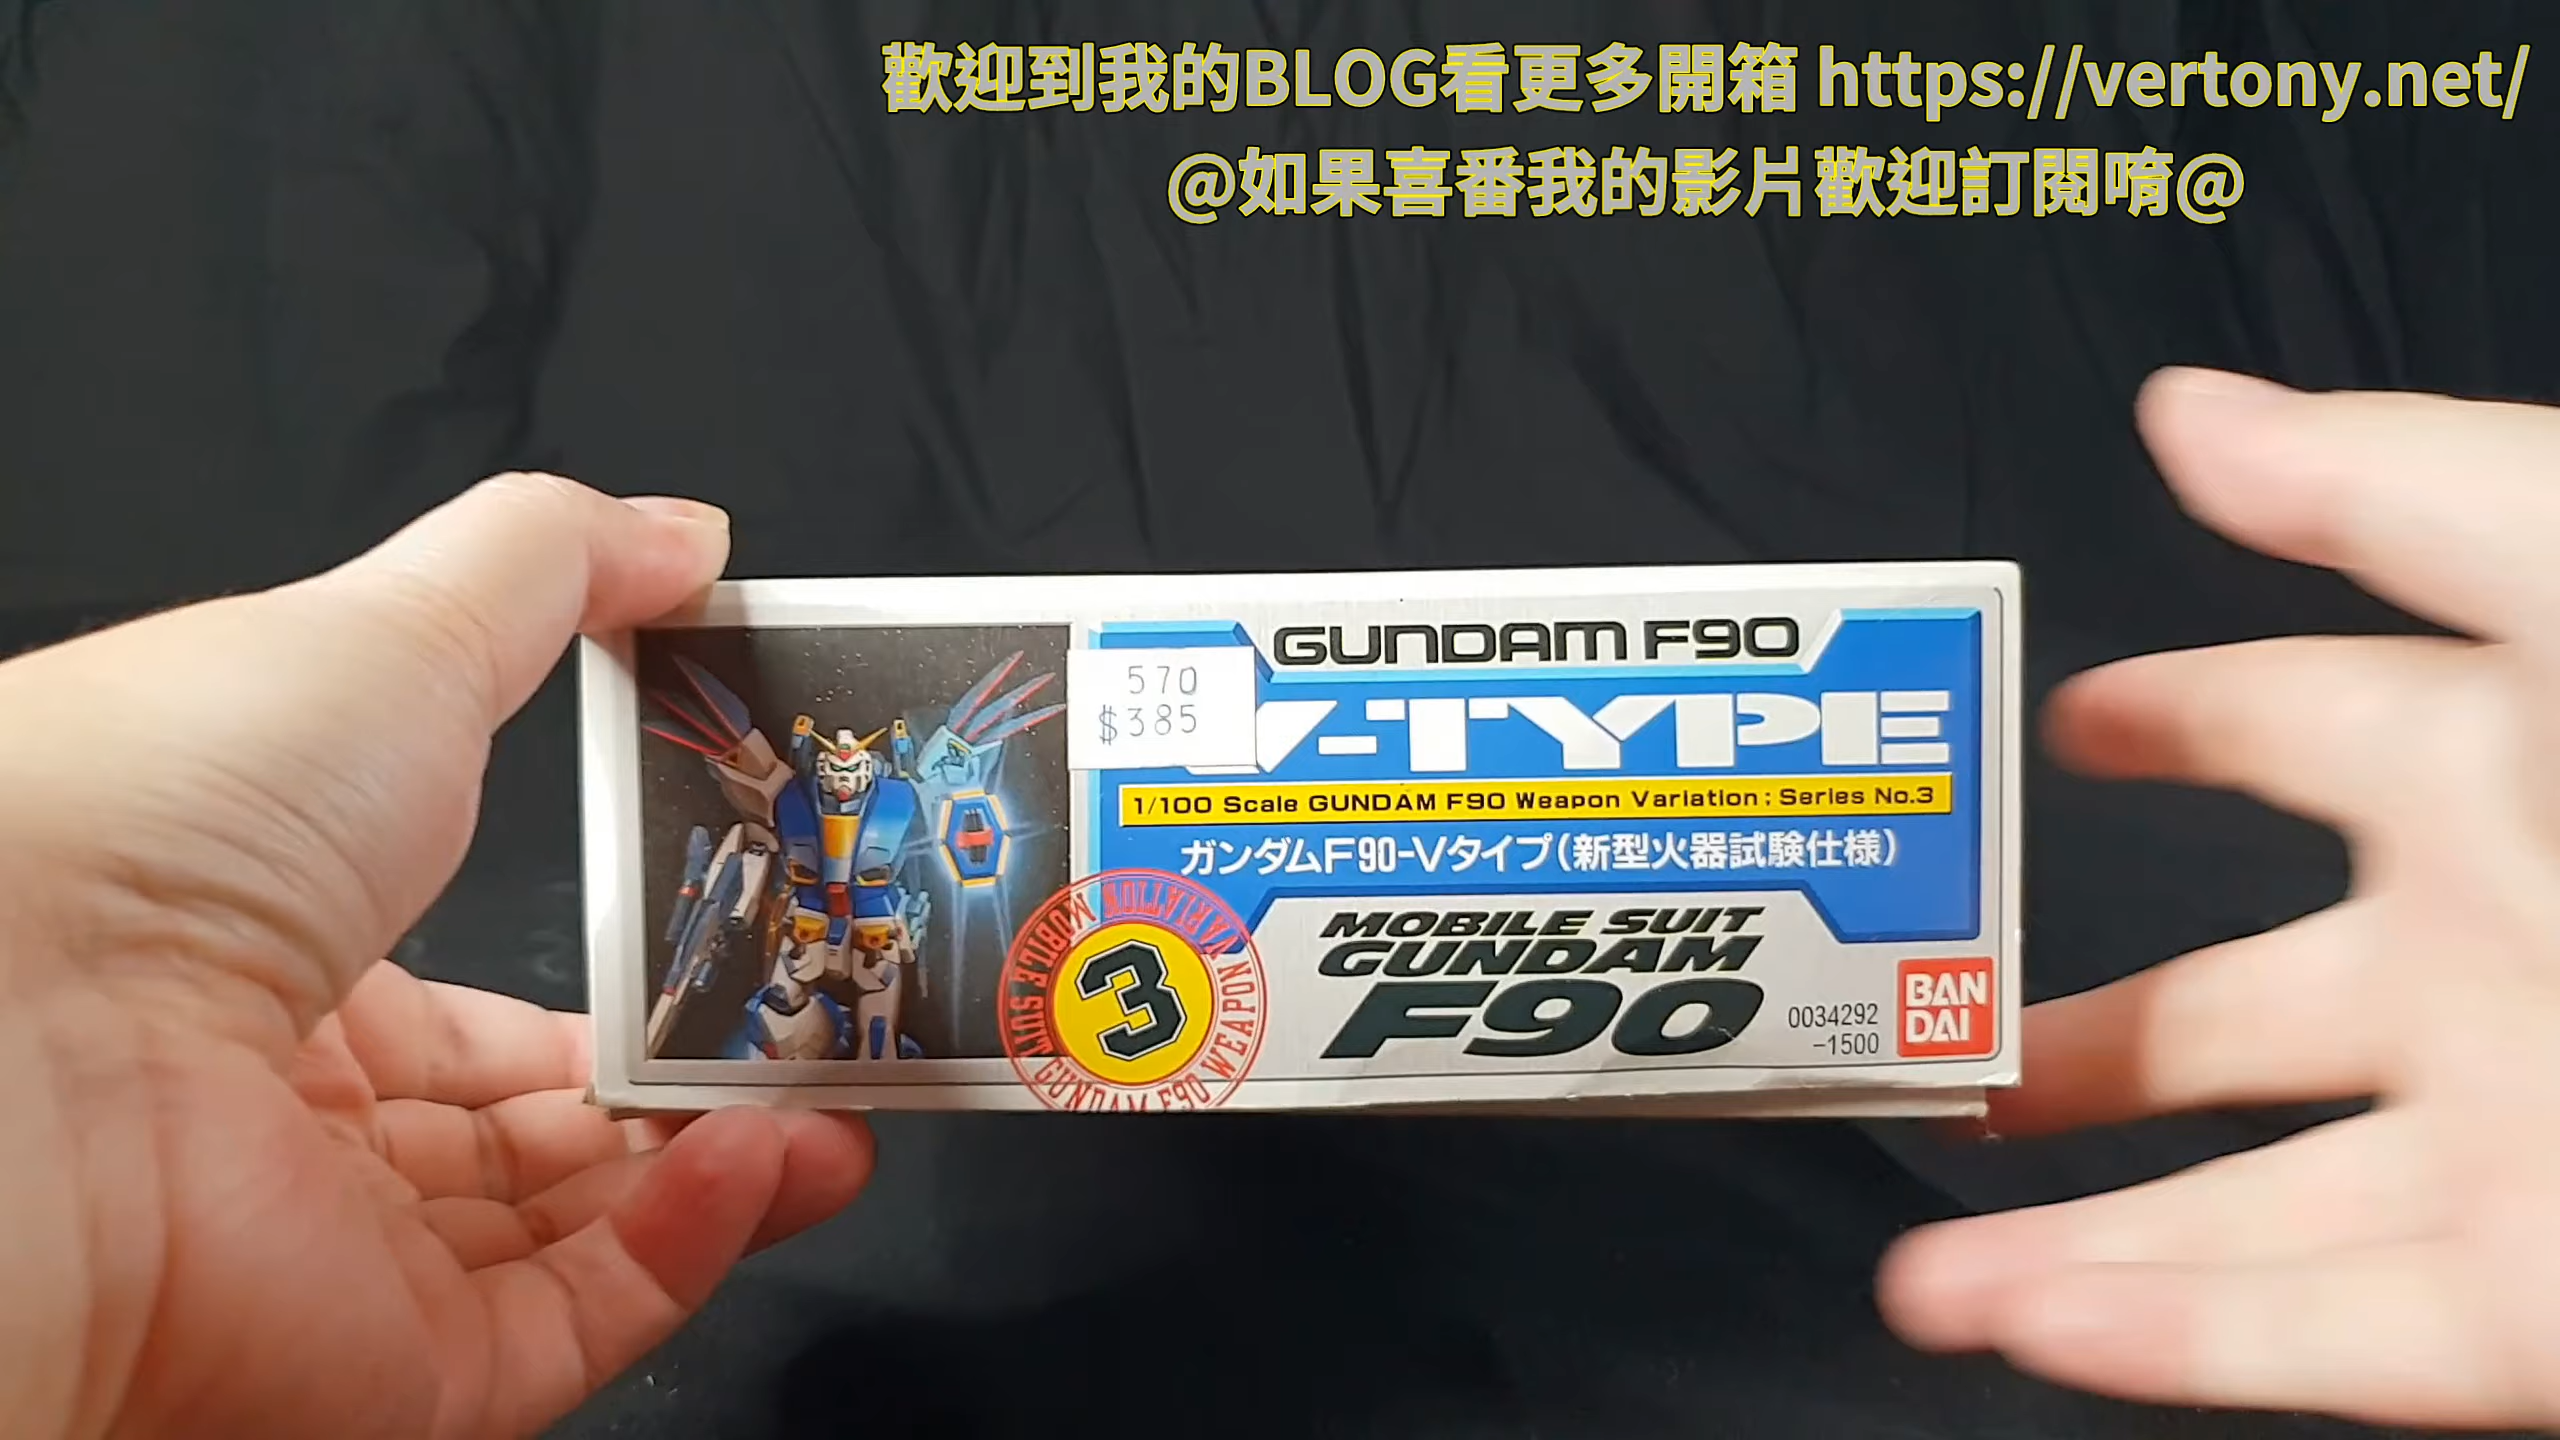 歡迎到我的BLOG看更多開箱 https://vertony.net/
@如果喜番我的影片歡迎訂閱唷@
GUNDAM F90
570
$385
V-TYPE
1/100 Scale GUNDAM F90 Weapon Variation ; Series No.3
ガンダムF90-Vタイプ(新型火器試験仕様)
MOBILE SUIT
GUNDAM
F90
3
MOBILE SUIT GUNDAM F90 WEAPON VARIATION
0034292
-1500
BAN
DAI